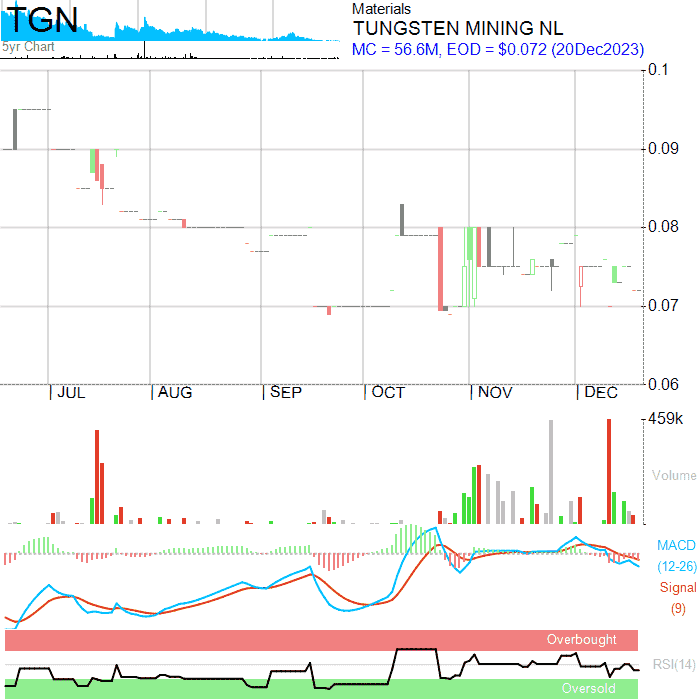 TGN
5yr Chart
Materials
TUNGSTEN MINING NL
MC = 56.6M, EOD = $0.072 (20Dec2023)
0.1
0.09
0.08
0.07
0.06
JUL
AUG
SEP
OCT
NOV
DEC
459k
Volume
MACD
(12-26)
Signal
(9)
Overbought
RSI(14)
Oversold